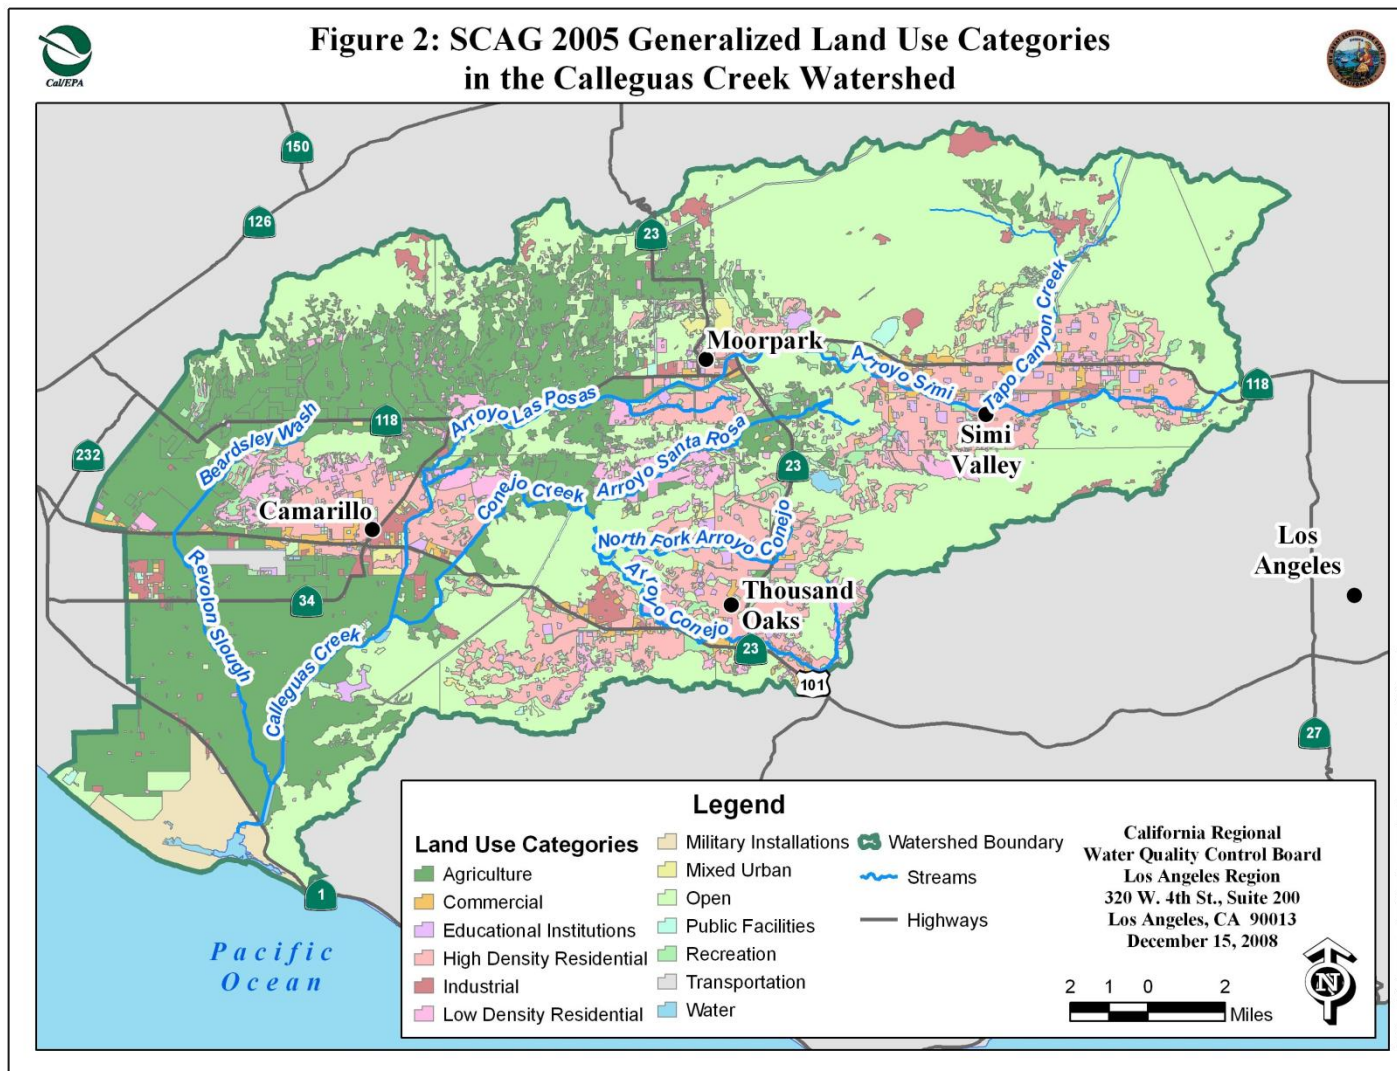 Figure 2: SCAG 2005 Generalized Land Use Categories
in the Calleguas Creek Watershed
Cal/EPA
150
126
23
Moorpark
Arroyo Simi
Tapo Canyon Creek
118
Arroyo Las Posas
118
Beardsley Wash
232
Simi
Valley
Arroyo Santa Rosa
23
Conejo Creek
Camarillo
North Fork Arroyo Conejo
Los
Angeles
Revolon Slough
34
Arroyo Conejo
Thousand
Oaks
Calleguas Creek
23
101
27
1
Pacific
Ocean
Legend
Land Use Categories
Agriculture
Commercial
Educational Institutions
High Density Residential
Industrial
Low Density Residential
Military Installations
Mixed Urban
Open
Public Facilities
Recreation
Transportation
Water
Watershed Boundary
Streams
Highways
California Regional
Water Quality Control Board
Los Angeles Region
320 W. 4th St., Suite 200
Los Angeles, CA 90013
December 15, 2008
N
2 1 0 2
Miles